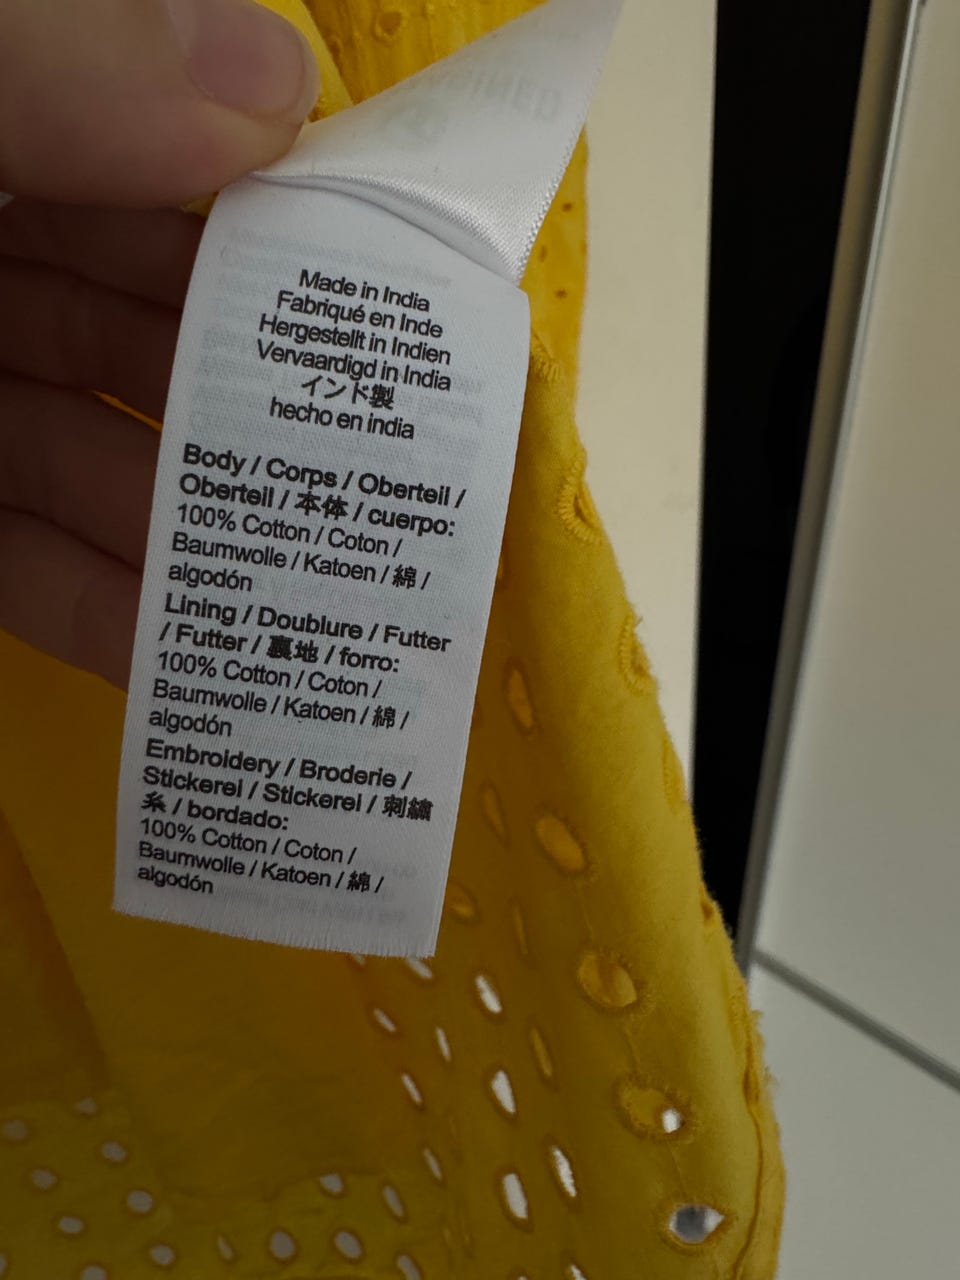 Made in India
Fabriqué en Inde
Hergestellt in Indien
Vervaardigd in India
インド製
hecho en india
Body / Corps / Oberteil /
Oberteil / 本体 / cuerpo:
100% Cotton / Coton /
Baumwolle / Katoen / 綿 /
algodón
Lining / Doublure / Futter
/ Futter / 裏地 / forro:
100% Cotton / Coton /
Baumwolle / Katoen / 綿 /
algodón
Embroidery / Broderie /
Stickerei / Stickerei / 刺繍
糸 / bordado:
100% Cotton / Coton /
Baumwolle / Katoen / 綿 /
algodón